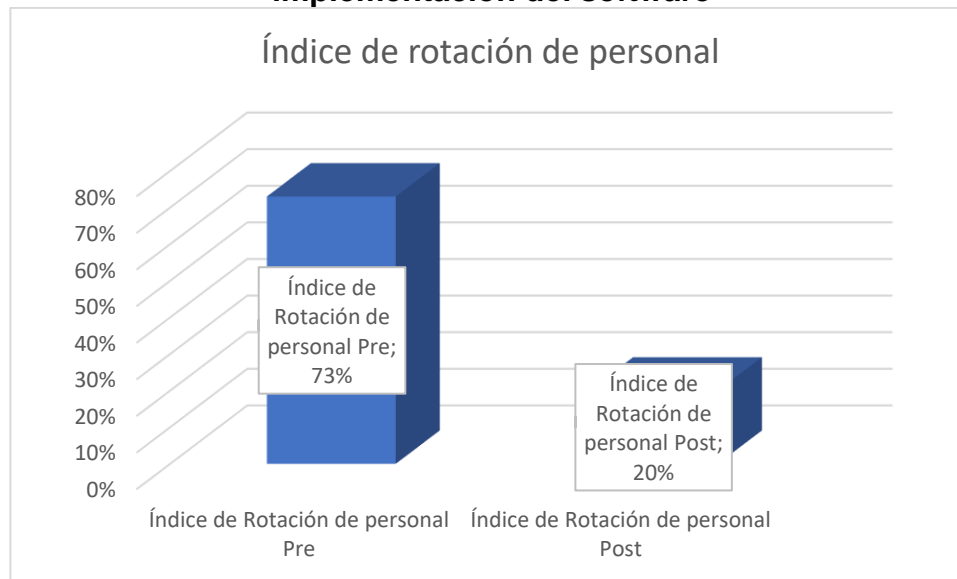 Implementación del software
Índice de rotación de personal
80%
70%
60%
50%
40%
30%
20%
10%
0%
Índice de
Rotación de
personal Pre;
73%
Índice de
Rotación de
personal Post;
20%
Índice de Rotación de personal
Pre
Índice de Rotación de personal
Post